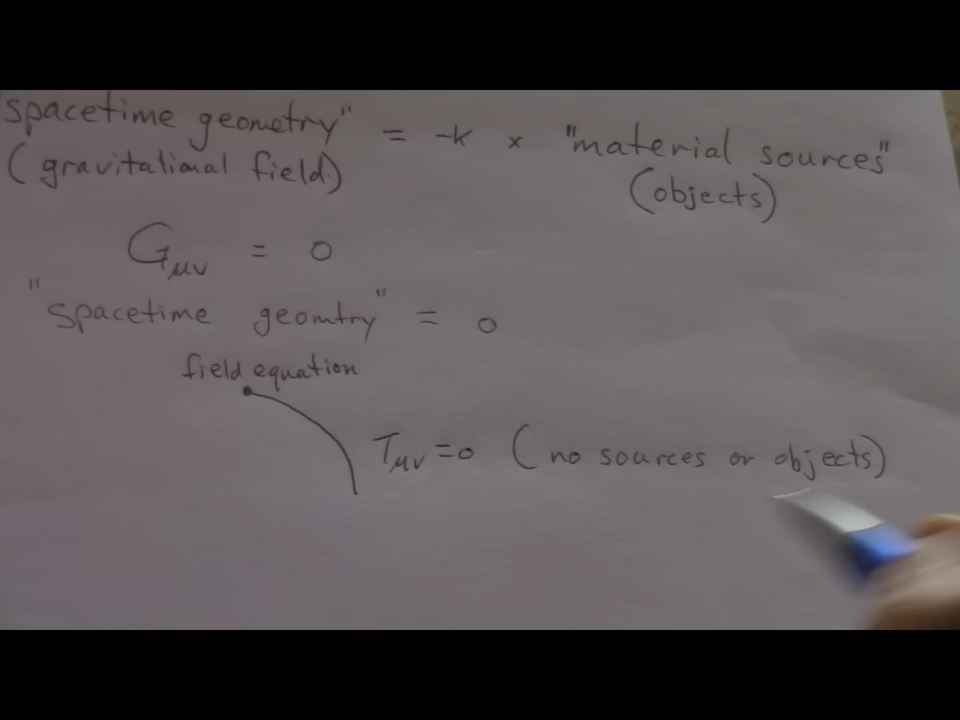 "spacetime geometry" = -k × "material sources"
(gravitational field) (objects)
Gμν = 0
"spacetime geomtry" = 0
field equation
Tμν=0 (no sources or objects)